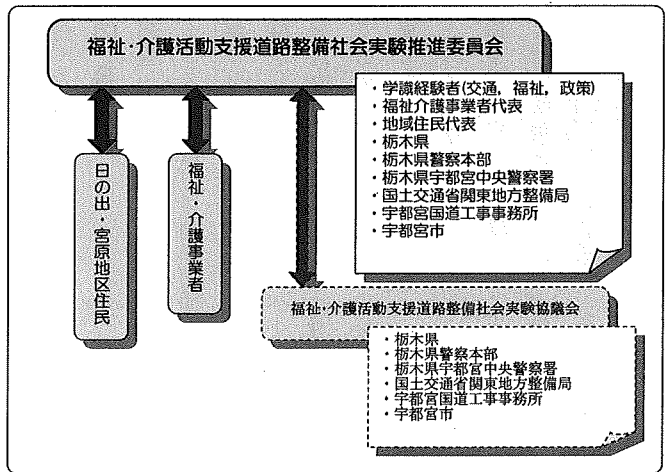 福祉・介護活動支援道路整備社会実験推進委員会
・学識経験者(交通，福祉，政策)
・福祉介護事業者代表
・地域住民代表
・栃木県
・栃木県警察本部
・栃木県宇都宮中央警察署
・国土交通省関東地方整備局
・宇都宮国道工事事務所
・宇都宮市
日の出・宮原地区住民
福祉・介護事業者
福祉・介護活動支援道路整備社会実験協議会
・栃木県
・栃木県警察本部
・栃木県宇都宮中央警察署
・国土交通省関東地方整備局
・宇都宮国道工事事務所
・宇都宮市